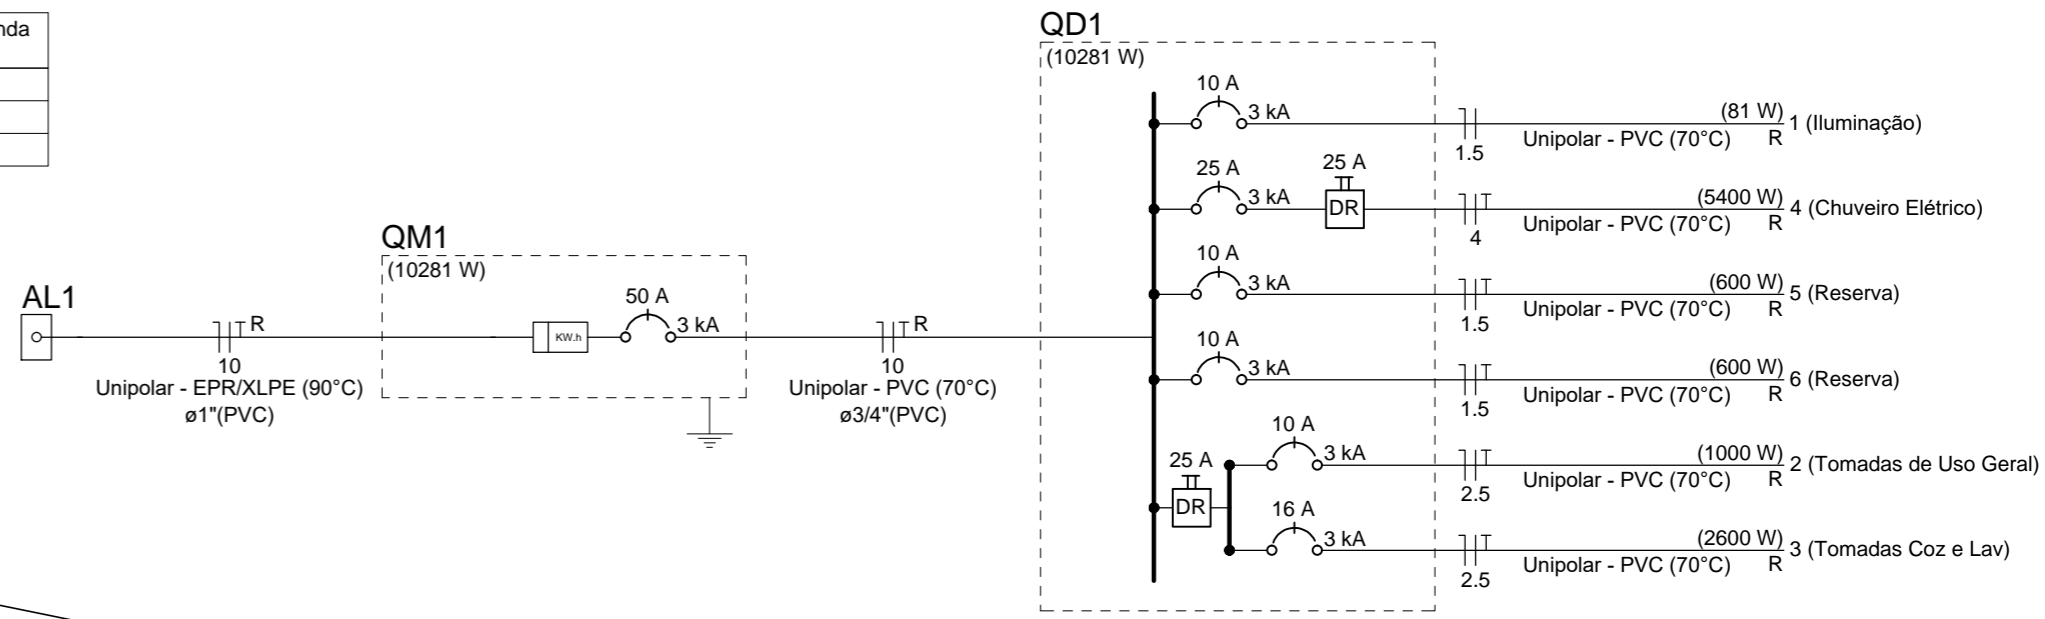 nda
QD1
(10281 W)
10 A
3 kA
1.5
(81 W)
Unipolar - PVC (70°C) R
1 (Iluminação)
25 A
3 kA
25 A
DR
4
(5400 W)
Unipolar - PVC (70°C) R
4 (Chuveiro Elétrico)
10 A
3 kA
1.5
(600 W)
Unipolar - PVC (70°C) R
5 (Reserva)
10 A
3 kA
1.5
(600 W)
Unipolar - PVC (70°C) R
6 (Reserva)
25 A
DR
10 A
3 kA
2.5
(1000 W)
Unipolar - PVC (70°C) R
2 (Tomadas de Uso Geral)
16 A
3 kA
2.5
(2600 W)
Unipolar - PVC (70°C) R
3 (Tomadas Coz e Lav)
QM1
(10281 W)
KW.h
50 A
3 kA
AL1
R
10
Unipolar - EPR/XLPE (90°C)
ø1"(PVC)
R
10
Unipolar - PVC (70°C)
ø3/4"(PVC)